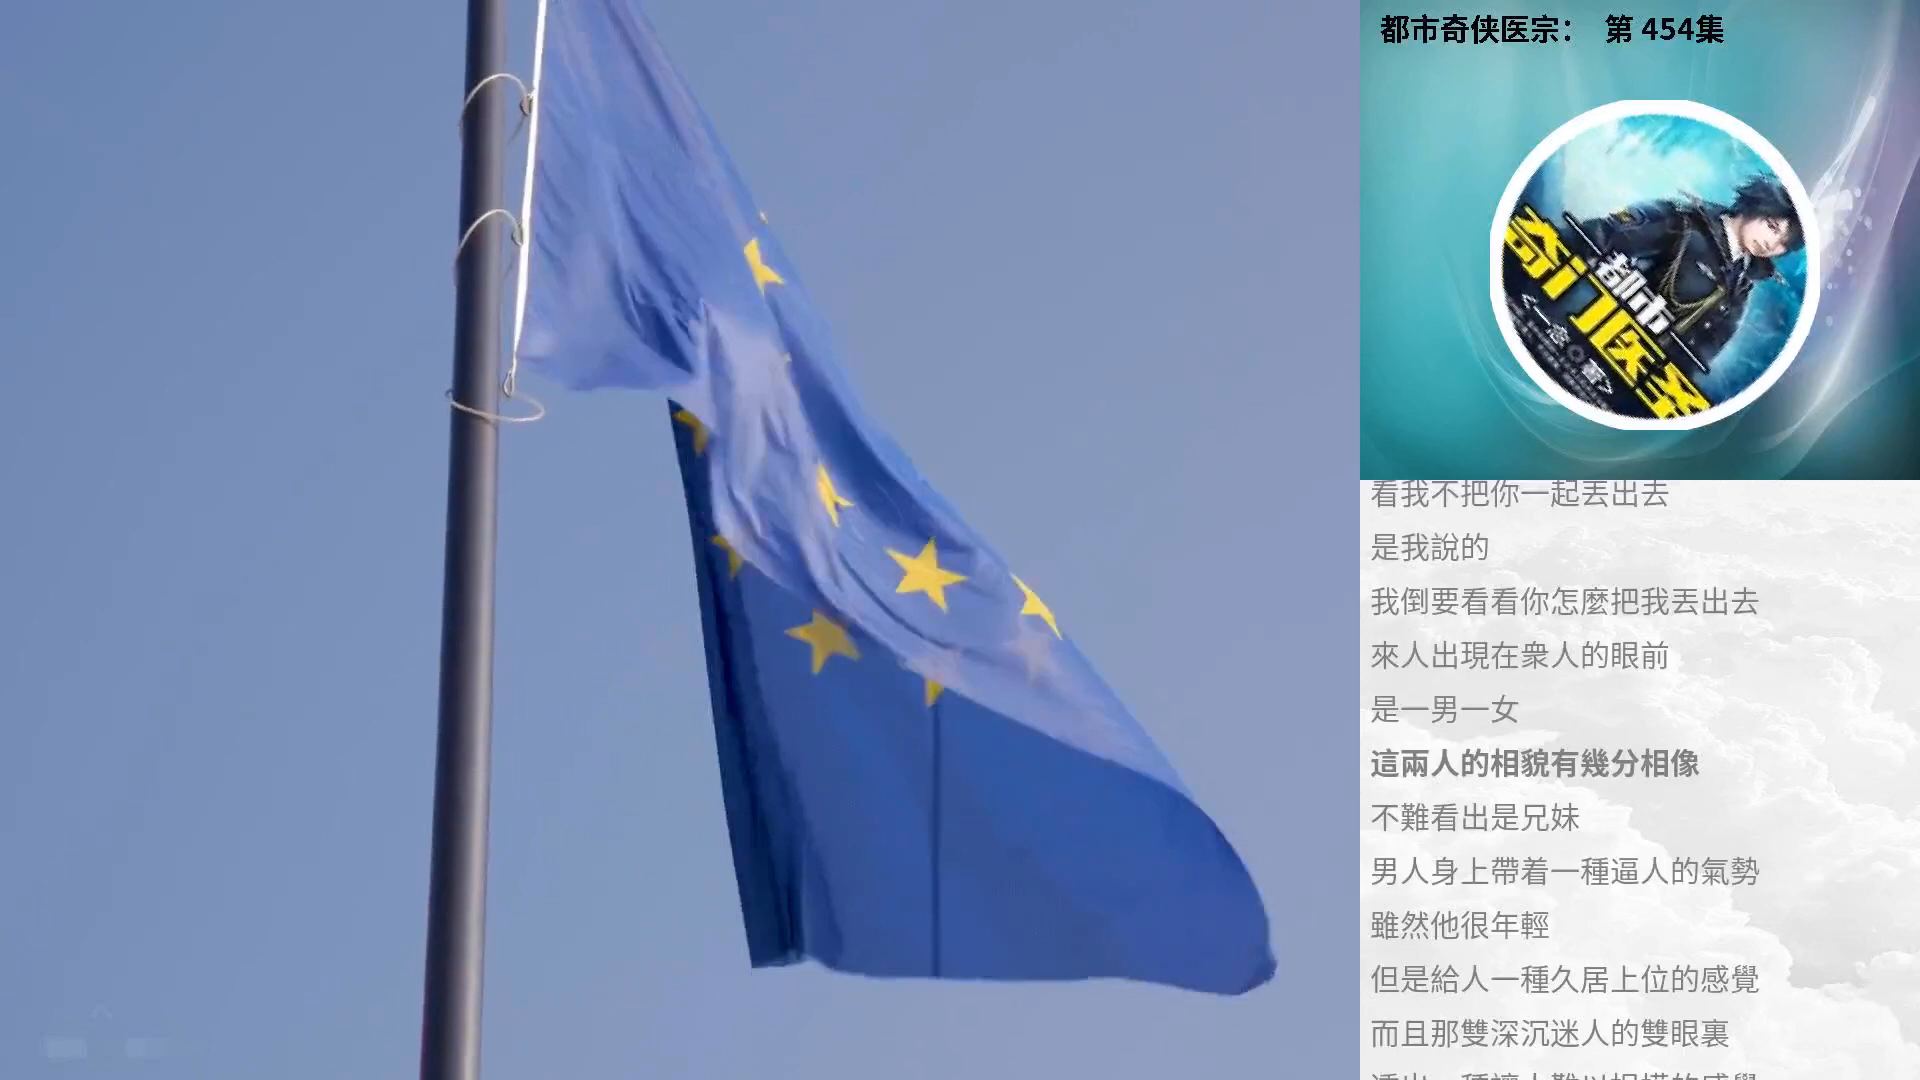 都市奇侠医宗： 第 454集
都市
奇门医圣
看我不把你一起丟出去
是我說的
我倒要看看你怎麼把我丟出去
來人出現在衆人的眼前
是一男一女
這兩人的相貌有幾分相像
不難看出是兄妹
男人身上帶着一種逼人的氣勢
雖然他很年輕
但是給人一種久居上位的感覺
而且那雙深沉迷人的雙眼裏